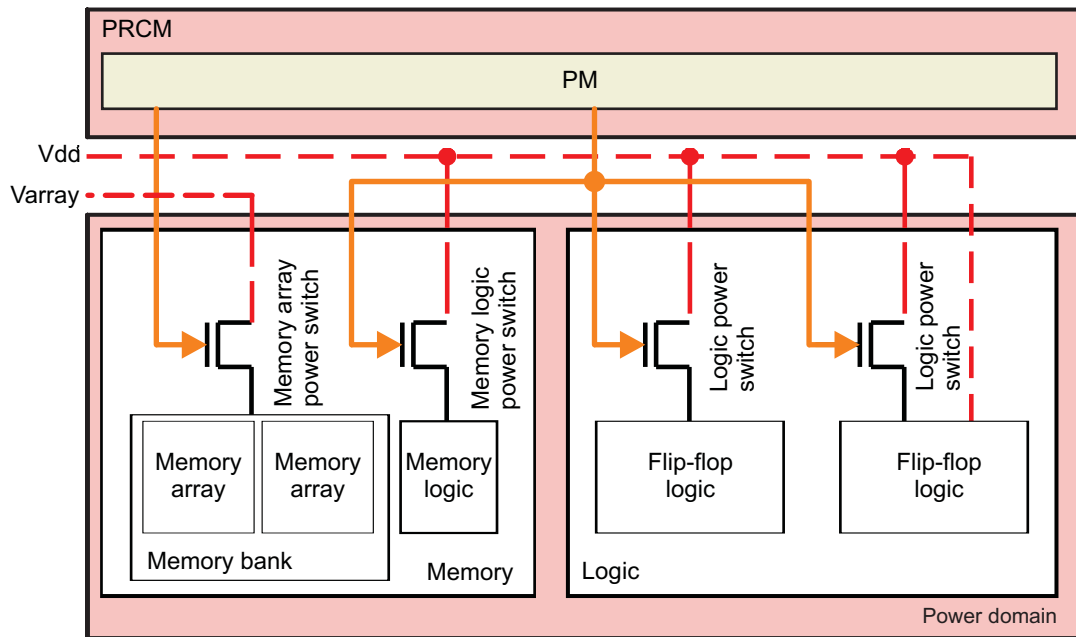 PRCM
PM
Vdd
Varray
Memory array
power switch
Memory logic
power switch
Logic power
switch
Logic power
switch
Memory
array
Memory
array
Memory
logic
Flip-flop
logic
Flip-flop
logic
Memory bank
Memory
Logic
Power domain